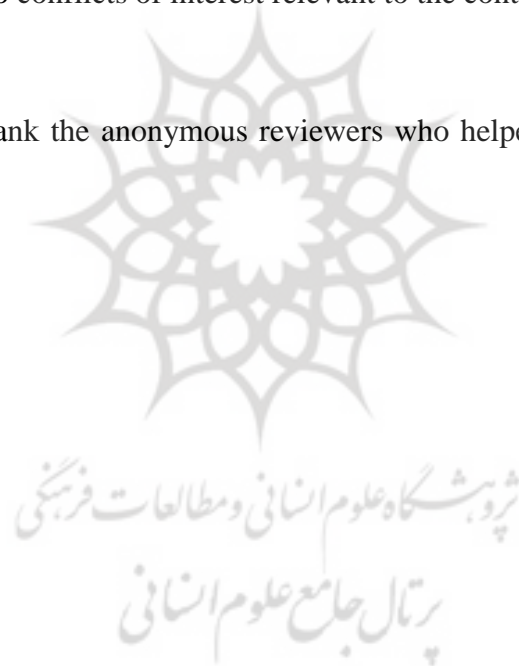 conflicts of interest relevant to the cont
ank the anonymous reviewers who helpe
پژوهشگاه علوم انسانی و مطالعات فرهنگی
پرتال جامع علوم انسانی